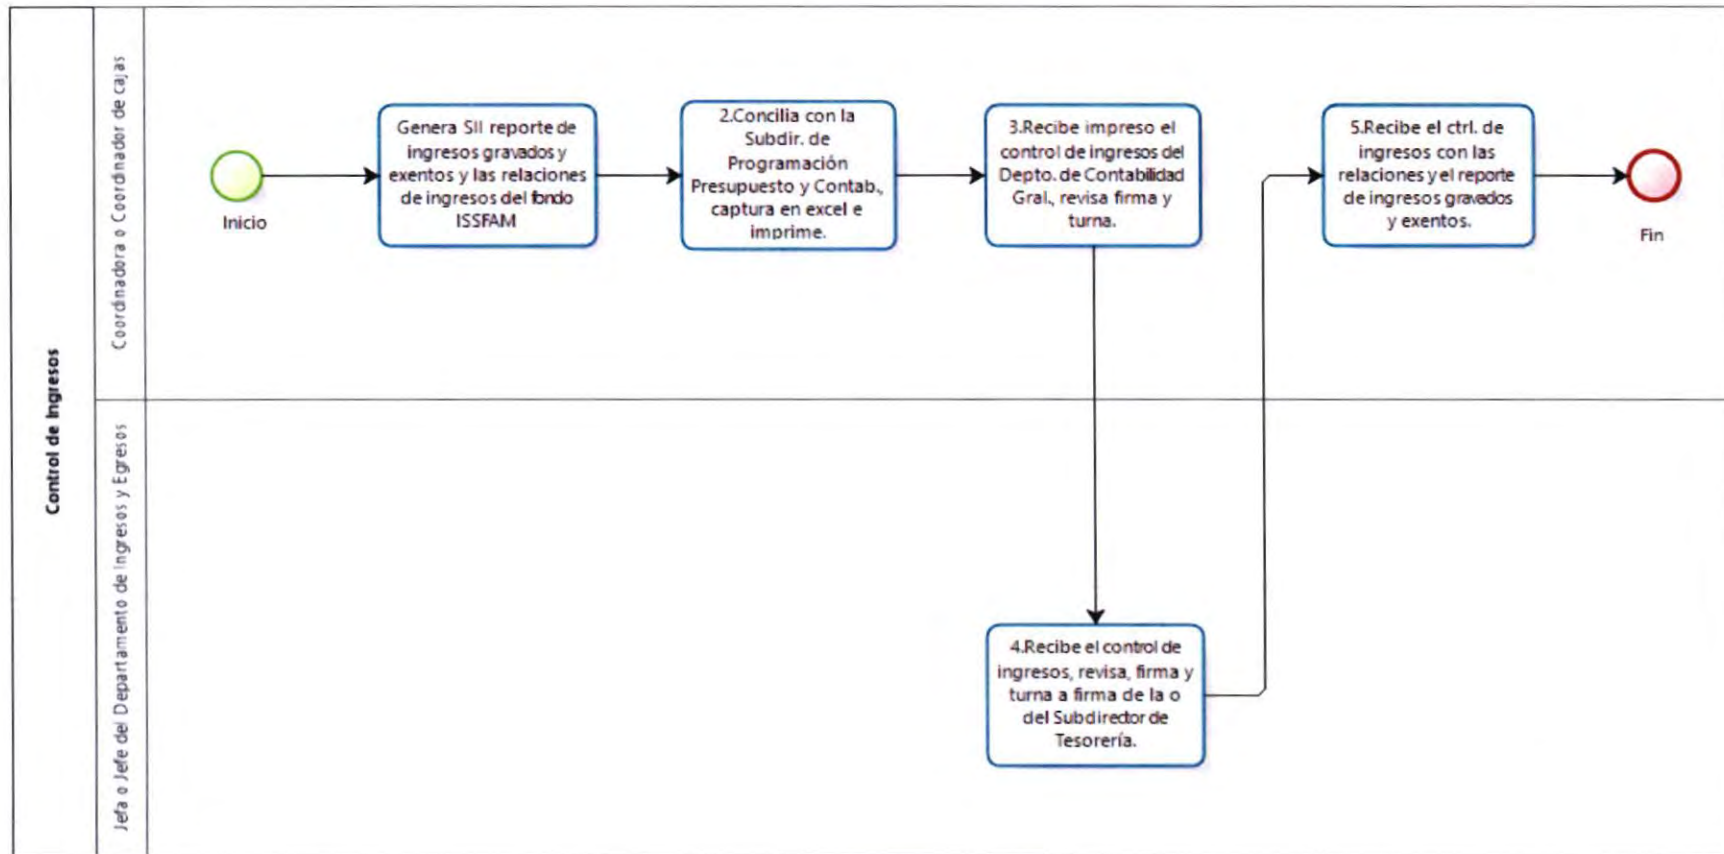 Control de Ingresos
Coordinadora o Coordinador de cajas
Inicio
Genera SII reporte de
ingresos gravados y
exentos y las relaciones
de ingresos del fondo
ISSFAM
2.Concilia con la
Subdir. de
Programación
Presupuesto y Contab.,
captura en excel e
imprime.
3.Recibe impreso el
control de ingresos del
Depto. de Contabilidad
Gral., revisa firma y
turna.
5.Recibe el ctrl. de
ingresos con las
relaciones y el reporte
de ingresos gravados
y exentos.
Fin
Jefa o Jefe del Departamento de Ingresos y Egresos
4.Recibe el control de
ingresos, revisa, firma y
turna a firma de la o
del Subdirector de
Tesorería.